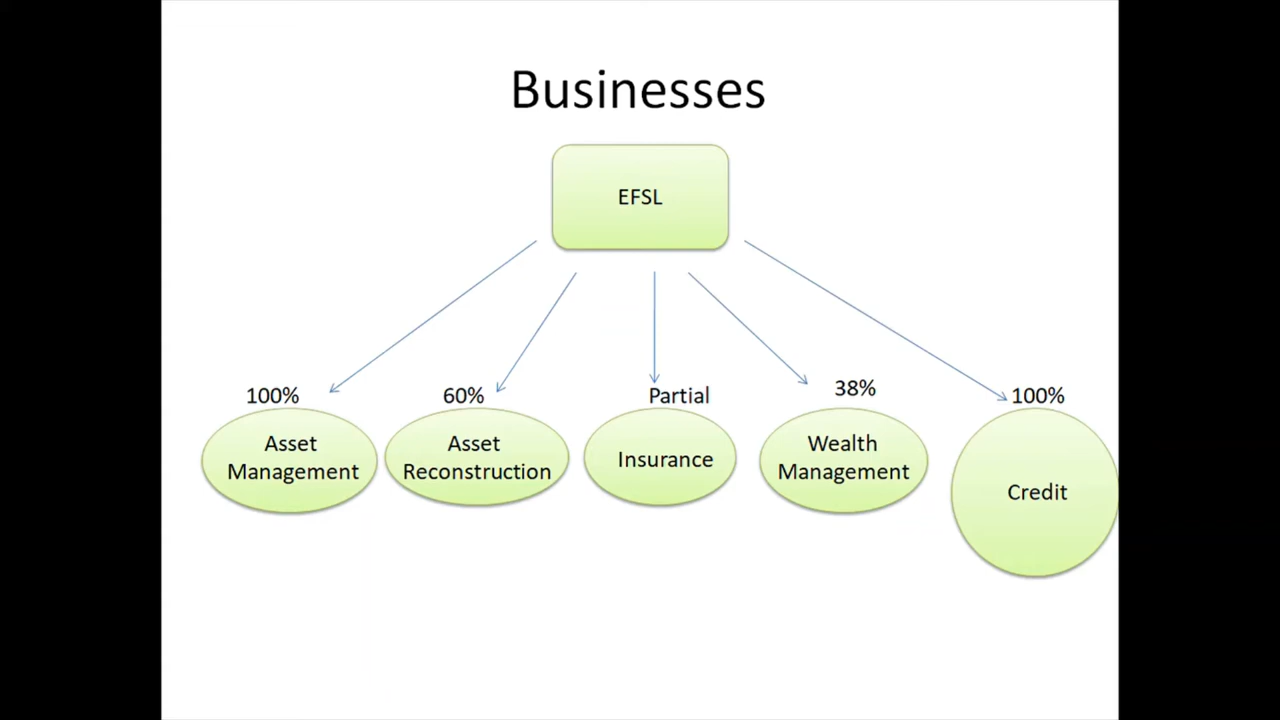 Businesses
EFSL
100%
60%
Partial
38%
100%
Asset
Management
Asset
Reconstruction
Insurance
Wealth
Management
Credit